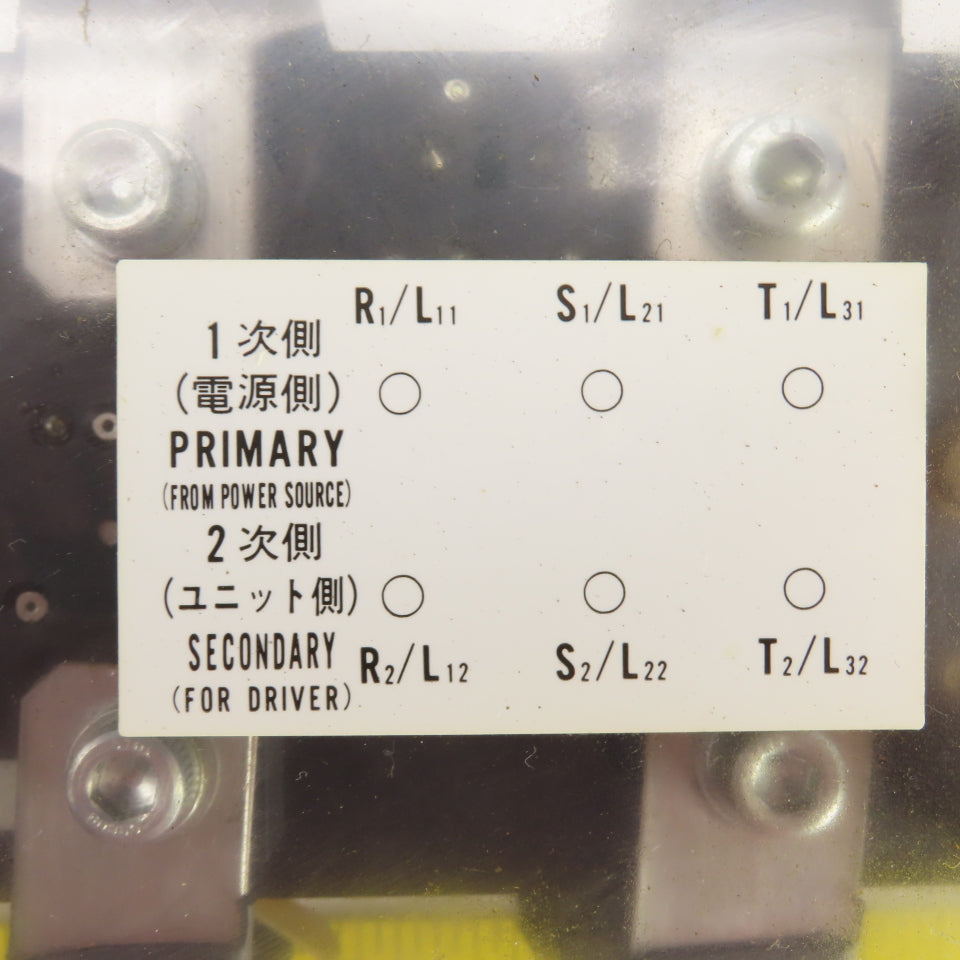 R1/L11 S1/L21 T1/L31
1次側
(電源側)
PRIMARY
(FROM POWER SOURCE)
2次側
(ユニット側)
SECONDARY
R2/L12 S2/L22 T2/L32
(FOR DRIVER)